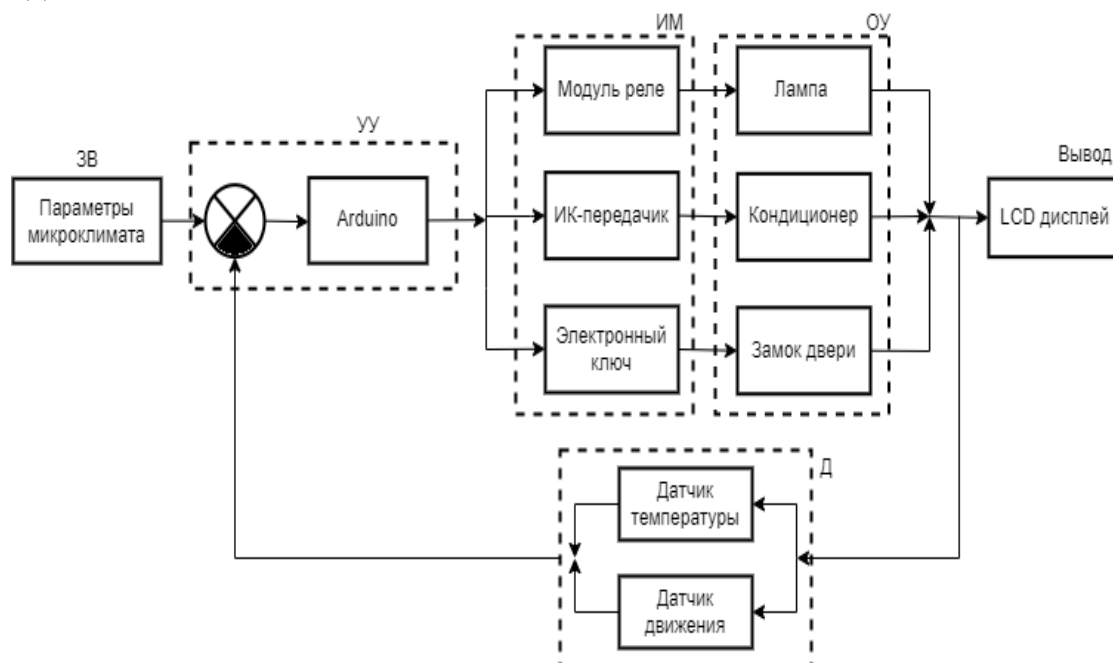 ИМ
ОУ
Модуль реле
Лампа
УУ
ЗВ
Вывод
Параметры
микроклимата
Arduino
ИК-передачик
Кондиционер
LCD дисплей
Электронный
ключ
Замок двери
Д
Датчик
температуры
Датчик
движения